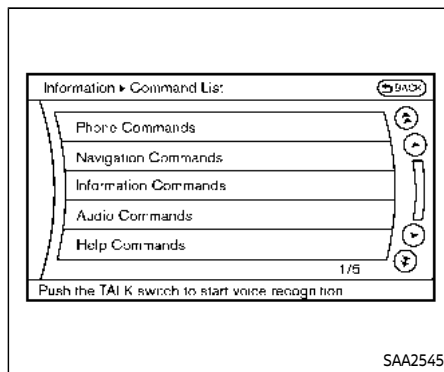 Information ▸ Command List
BACK
Phone Commands
Navigation Commands
Information Commands
Audio Commands
Help Commands
1/5
Push the TALK switch to start voice recognition
SAA2545